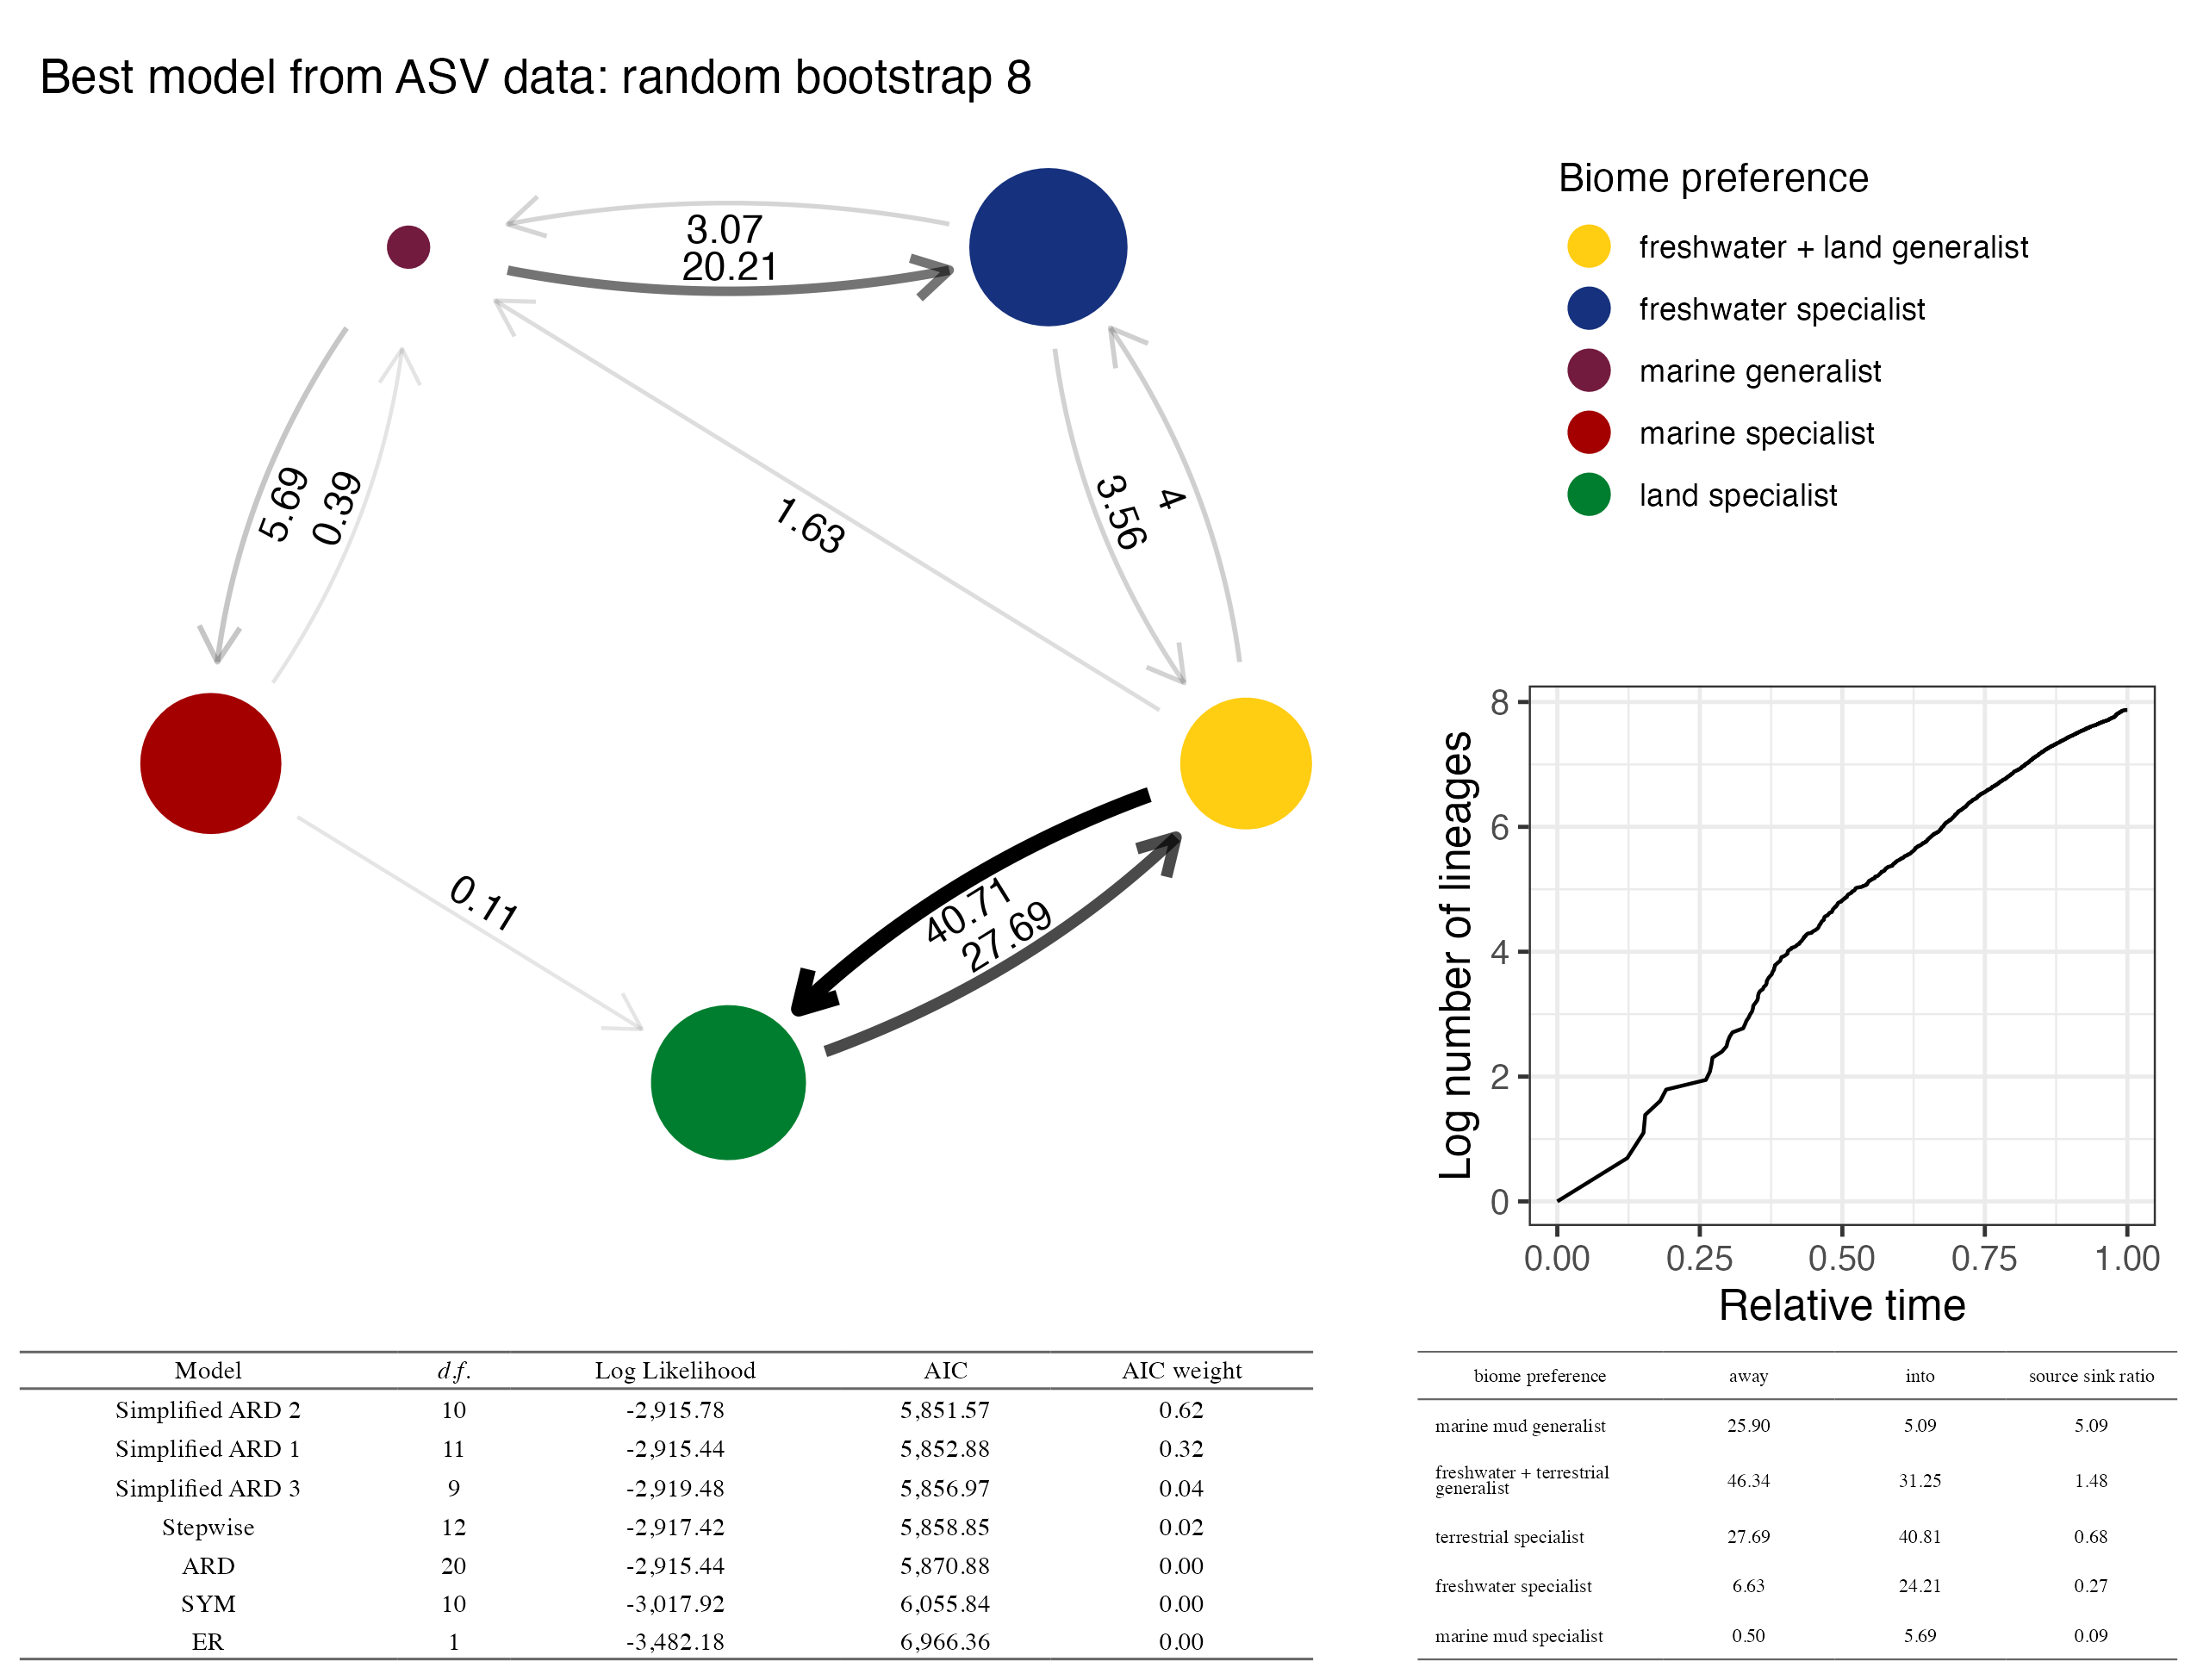 Best model from ASV data: random bootstrap 8
3.07
20.21
5.69
0.39
1.63
3.56
4
40.71
27.69
0.11
Biome preference
freshwater + land generalist
freshwater specialist
marine generalist
marine specialist
land specialist
Log number of lineages
8
6
4
2
0
0.00 0.25 0.50 0.75 1.00
Relative time
Model d.f. Log Likelihood AIC AIC weight
Simplified ARD 2 10 -2,915.78 5,851.57 0.62
Simplified ARD 1 11 -2,915.44 5,852.88 0.32
Simplified ARD 3 9 -2,919.48 5,856.97 0.04
Stepwise 12 -2,917.42 5,858.85 0.02
ARD 20 -2,915.44 5,870.88 0.00
SYM 10 -3,017.92 6,055.84 0.00
ER 1 -3,482.18 6,966.36 0.00
biome preference away into source sink ratio
marine mud generalist 25.90 5.09 5.09
freshwater + terrestrial
generalist 46.34 31.25 1.48
terrestrial specialist 27.69 40.81 0.68
freshwater specialist 6.63 24.21 0.27
marine mud specialist 0.50 5.69 0.09